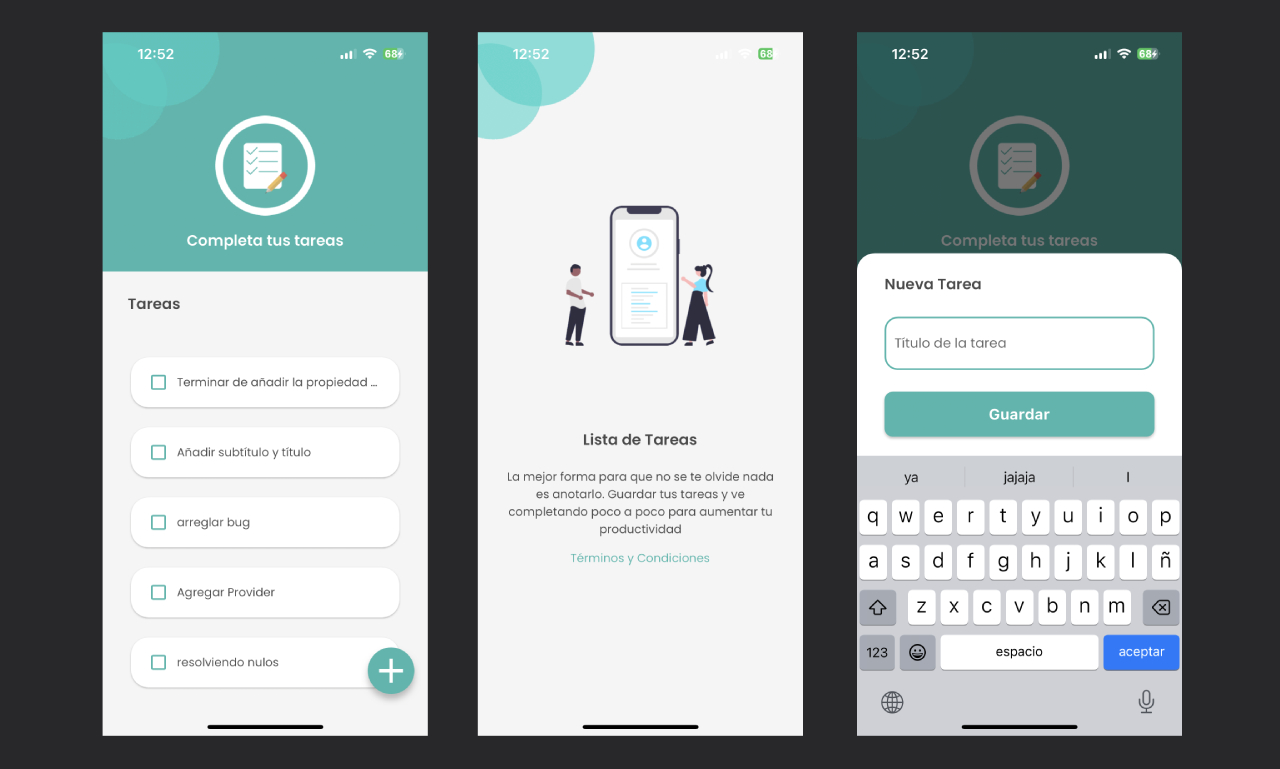 12:52
68
Completa tus tareas
Tareas
Terminar de añadir la propiedad ...
Añadir subtítulo y título
arreglar bug
Agregar Provider
resolviendo nulos
12:52
68
Lista de Tareas
La mejor forma para que no se te olvide nada
es anotarlo. Guardar tus tareas y ve
completando poco a poco para aumentar tu
productividad
Términos y Condiciones
12:52
68
Completa tus tareas
Nueva Tarea
Título de la tarea
Guardar
ya jajaja I
q w e r t y u i o p
a s d f g h j k l ñ
z x c v b n m
123 espacio aceptar